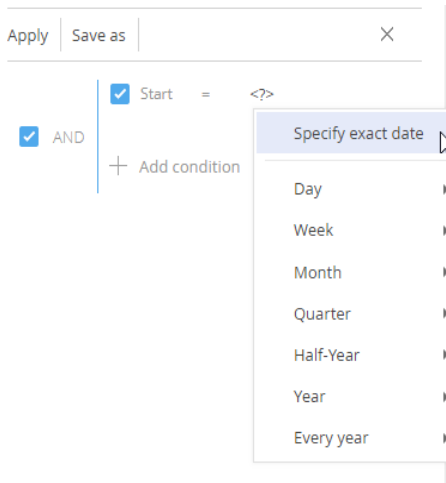 Apply Save as
Start = <?>
AND
Specify exact date
Add condition
Day
Week
Month
Quarter
Half-Year
Year
Every year